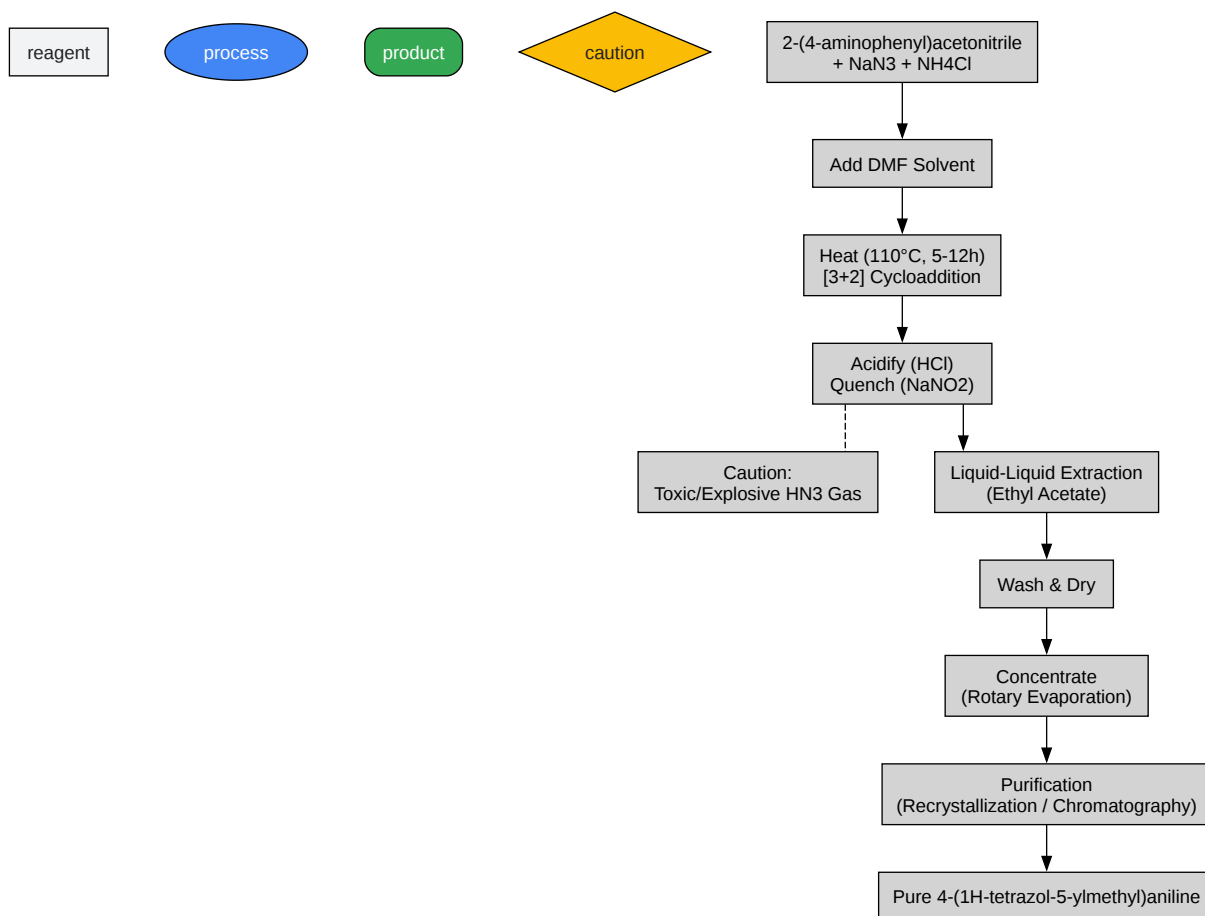 reagent
process
product
caution
2-(4-aminophenyl)acetonitrile
+ NaN3 + NH4Cl
Add DMF Solvent
Heat (110°C, 5-12h)
[3+2] Cycloaddition
Acidify (HCl)
Quench (NaNO2)
Caution:
Toxic/Explosive HN3 Gas
Liquid-Liquid Extraction
(Ethyl Acetate)
Wash & Dry
Concentrate
(Rotary Evaporation)
Purification
(Recrystallization / Chromatography)
Pure 4-(1H-tetrazol-5-ylmethyl)aniline